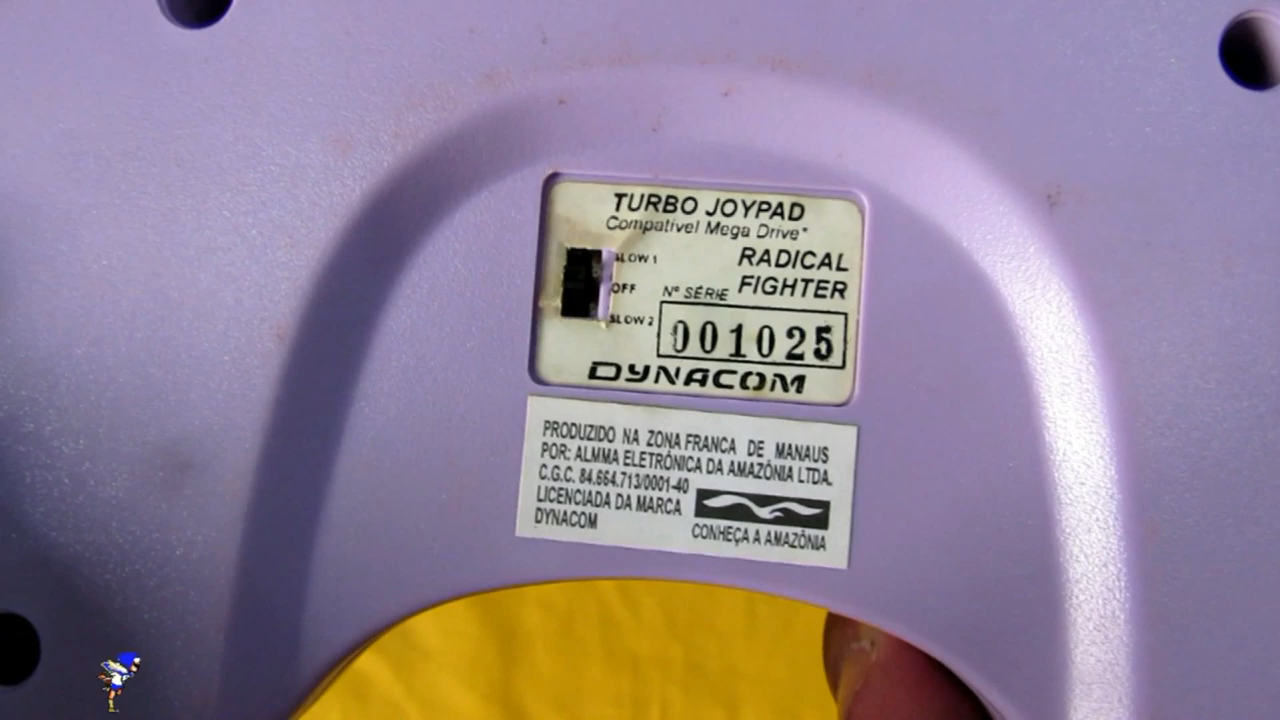 TURBO JOYPAD
Compatível Mega Drive*
SLOW 1
RADICAL
OFF
Nº SÉRIE
FIGHTER
SLOW 2
001025
DYNACOM
PRODUZIDO NA ZONA FRANCA DE MANAUS
POR: ALMMA ELETRÔNICA DA AMAZÔNIA LTDA.
C.G.C. 84.664.713/0001-40
LICENCIADA DA MARCA
DYNACOM
CONHEÇA A AMAZÔNIA